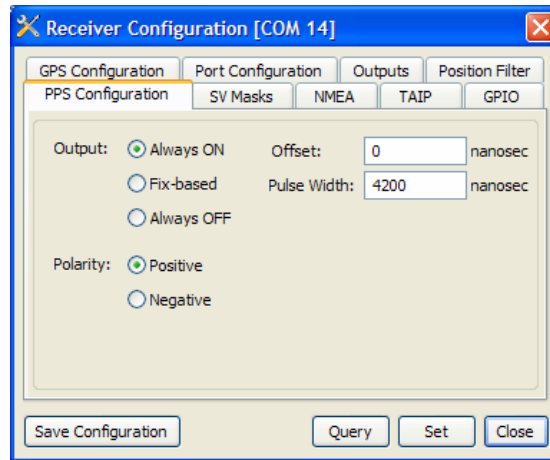 Receiver Configuration [COM 14]
GPS Configuration Port Configuration Outputs Position Filter
PPS Configuration SV Masks NMEA TAIP GPIO
Output: Always ON Offset: 0 nanosec
Fix-based Pulse Width: 4200 nanosec
Always OFF
Polarity: Positive
Negative
Save Configuration Query Set Close